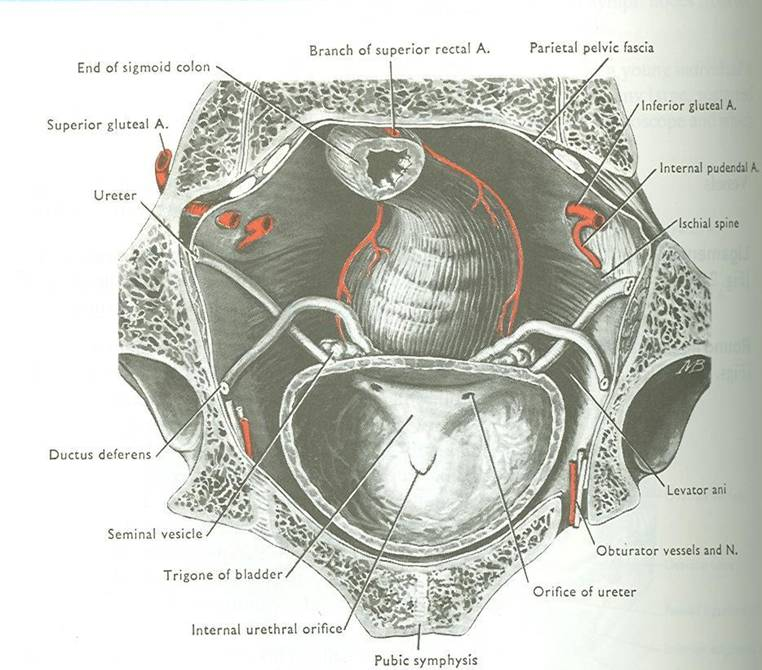 Branch of superior rectal A.
Parietal pelvic fascia
End of sigmoid colon
Superior gluteal A.
Inferior gluteal A.
Internal pudendal A.
Ureter
Ischial spine
MB
Ductus deferens
Levator ani
Seminal vesicle
Obturator vessels and N.
Trigone of bladder
Orifice of ureter
Internal urethral orifice
Pubic symphysis